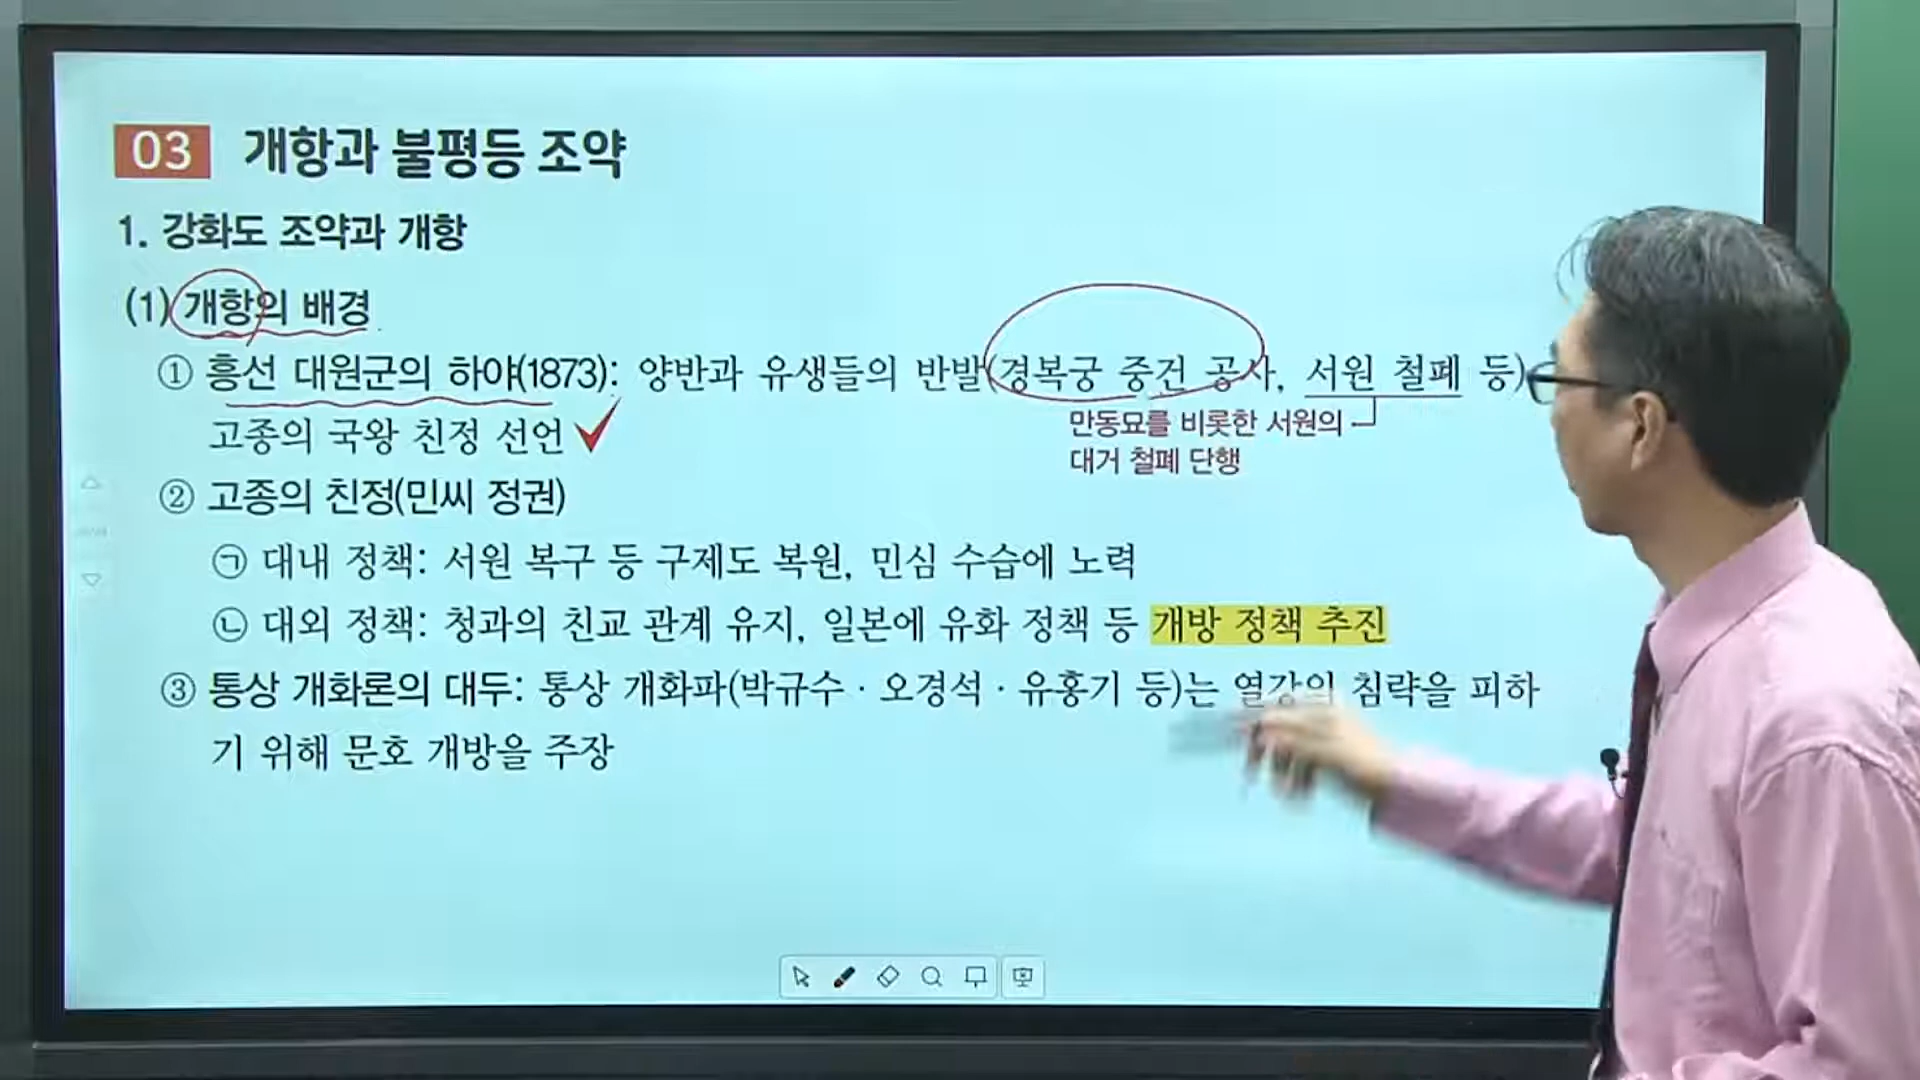 03 개항과 불평등 조약
1. 강화도 조약과 개항
(1) 개항의 배경
① 흥선 대원군의 하야(1873): 양반과 유생들의 반발(경복궁 중건 공사, 서원 철폐 등)
만동묘를 비롯한 서원의
대거 철폐 단행
고종의 국왕 친정 선언
② 고종의 친정(민씨 정권)
㉠ 대내 정책: 서원 복구 등 구제도 복원, 민심 수습에 노력
㉡ 대외 정책: 청과의 친교 관계 유지, 일본에 유화 정책 등 개방 정책 추진
③ 통상 개화론의 대두: 통상 개화파(박규수 · 오경석 · 유홍기 등)는 열강의 침략을 피하
기 위해 문호 개방을 주장